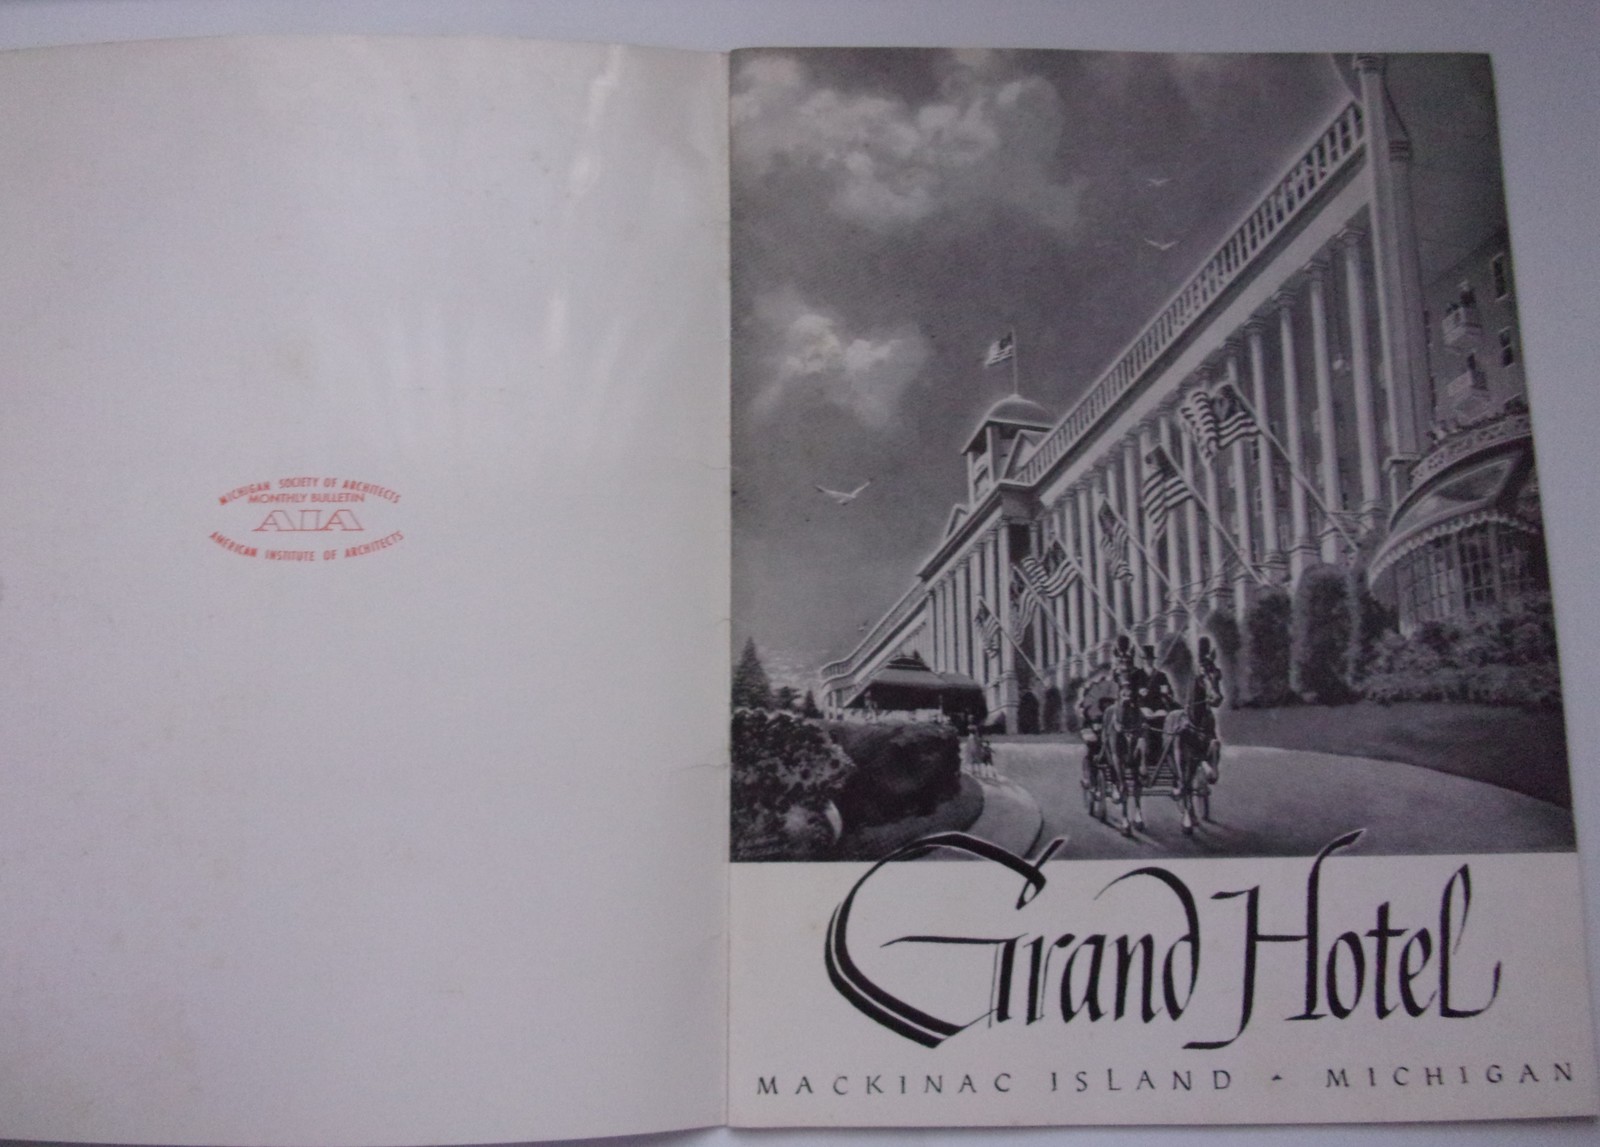 MICHIGAN SOCIETY OF ARCHITECTS
MONTHLY BULLETIN
AIA
AMERICAN INSTITUTE OF ARCHITECTS
Grand Hotel
MACKINAC ISLAND - MICHIGAN